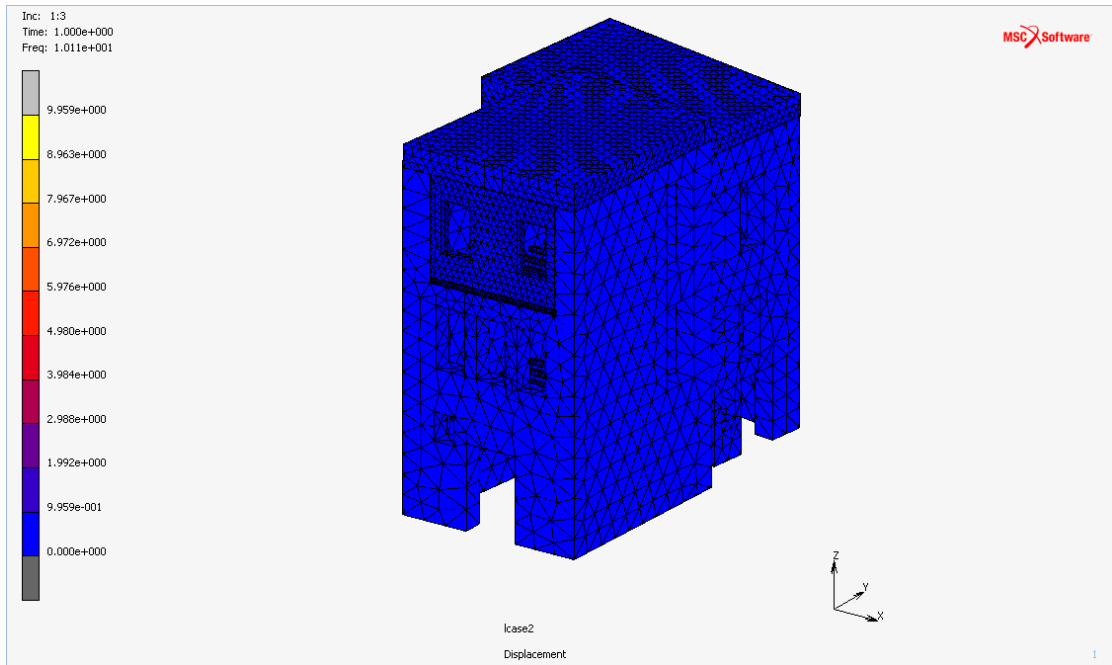 Inc: 1:3
Time: 1.000e+000
Freq: 1.011e+001
MSC Software
9.959e+000
8.963e+000
7.967e+000
6.972e+000
5.976e+000
4.980e+000
3.984e+000
2.988e+000
1.992e+000
9.959e-001
0.000e+000
Z
Y
X
lcase2
Displacement
1